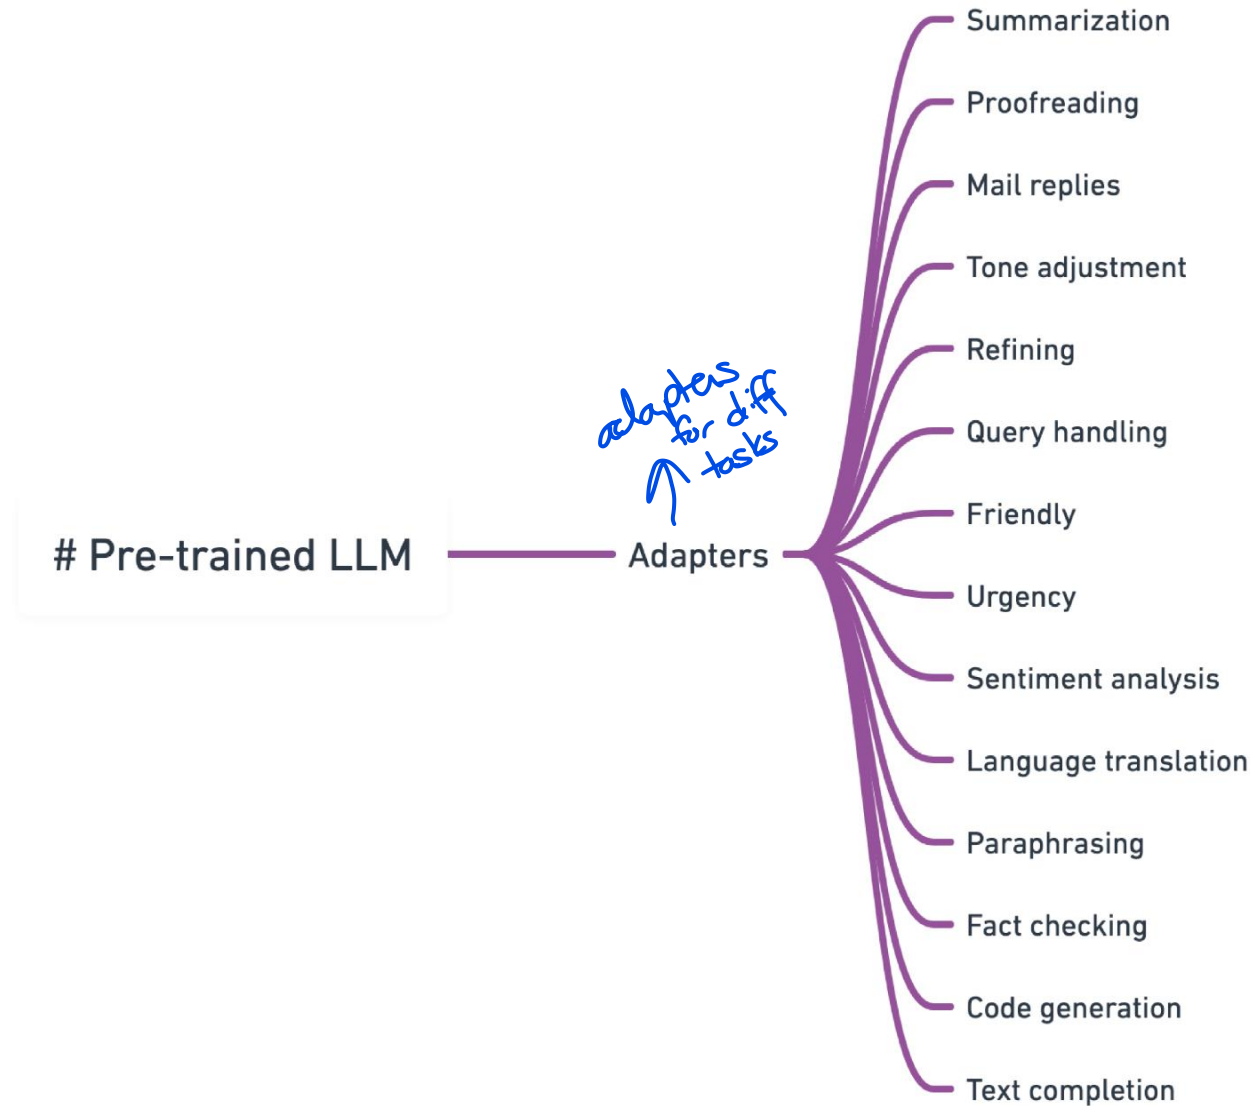 Summarization
Proofreading
Mail replies
Tone adjustment
Refining
adapters
for diff
tasks
Query handling
Friendly
# Pre-trained LLM
Adapters
Urgency
Sentiment analysis
Language translation
Paraphrasing
Fact checking
Code generation
Text completion